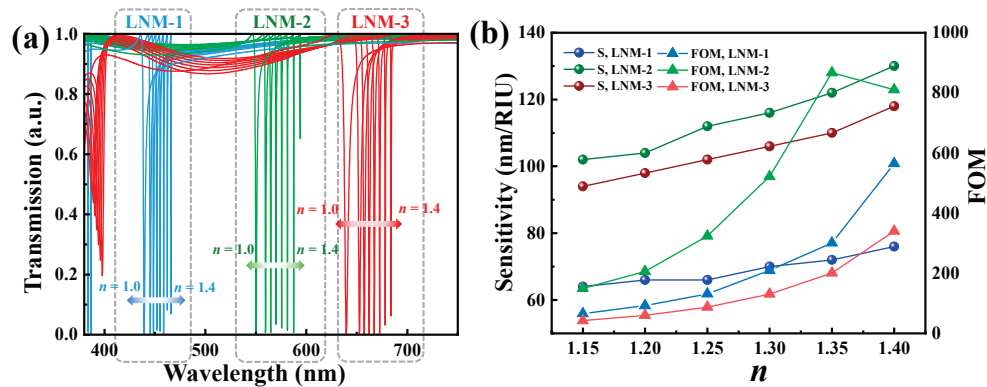 (a)
LNM-1
LNM-2
LNM-3
Transmission (a.u.)
1.0
0.8
0.6
0.4
0.2
0.0
n = 1.0
n = 1.4
n = 1.0
n = 1.4
n = 1.0
n = 1.4
400
500
600
700
Wavelength (nm)
(b)
Sensitivity (nm/RIU)
140
120
100
80
60
S, LNM-1
S, LNM-2
S, LNM-3
FOM, LNM-1
FOM, LNM-2
FOM, LNM-3
1000
800
600
400
200
0
FOM
1.15
1.20
1.25
1.30
1.35
1.40
n